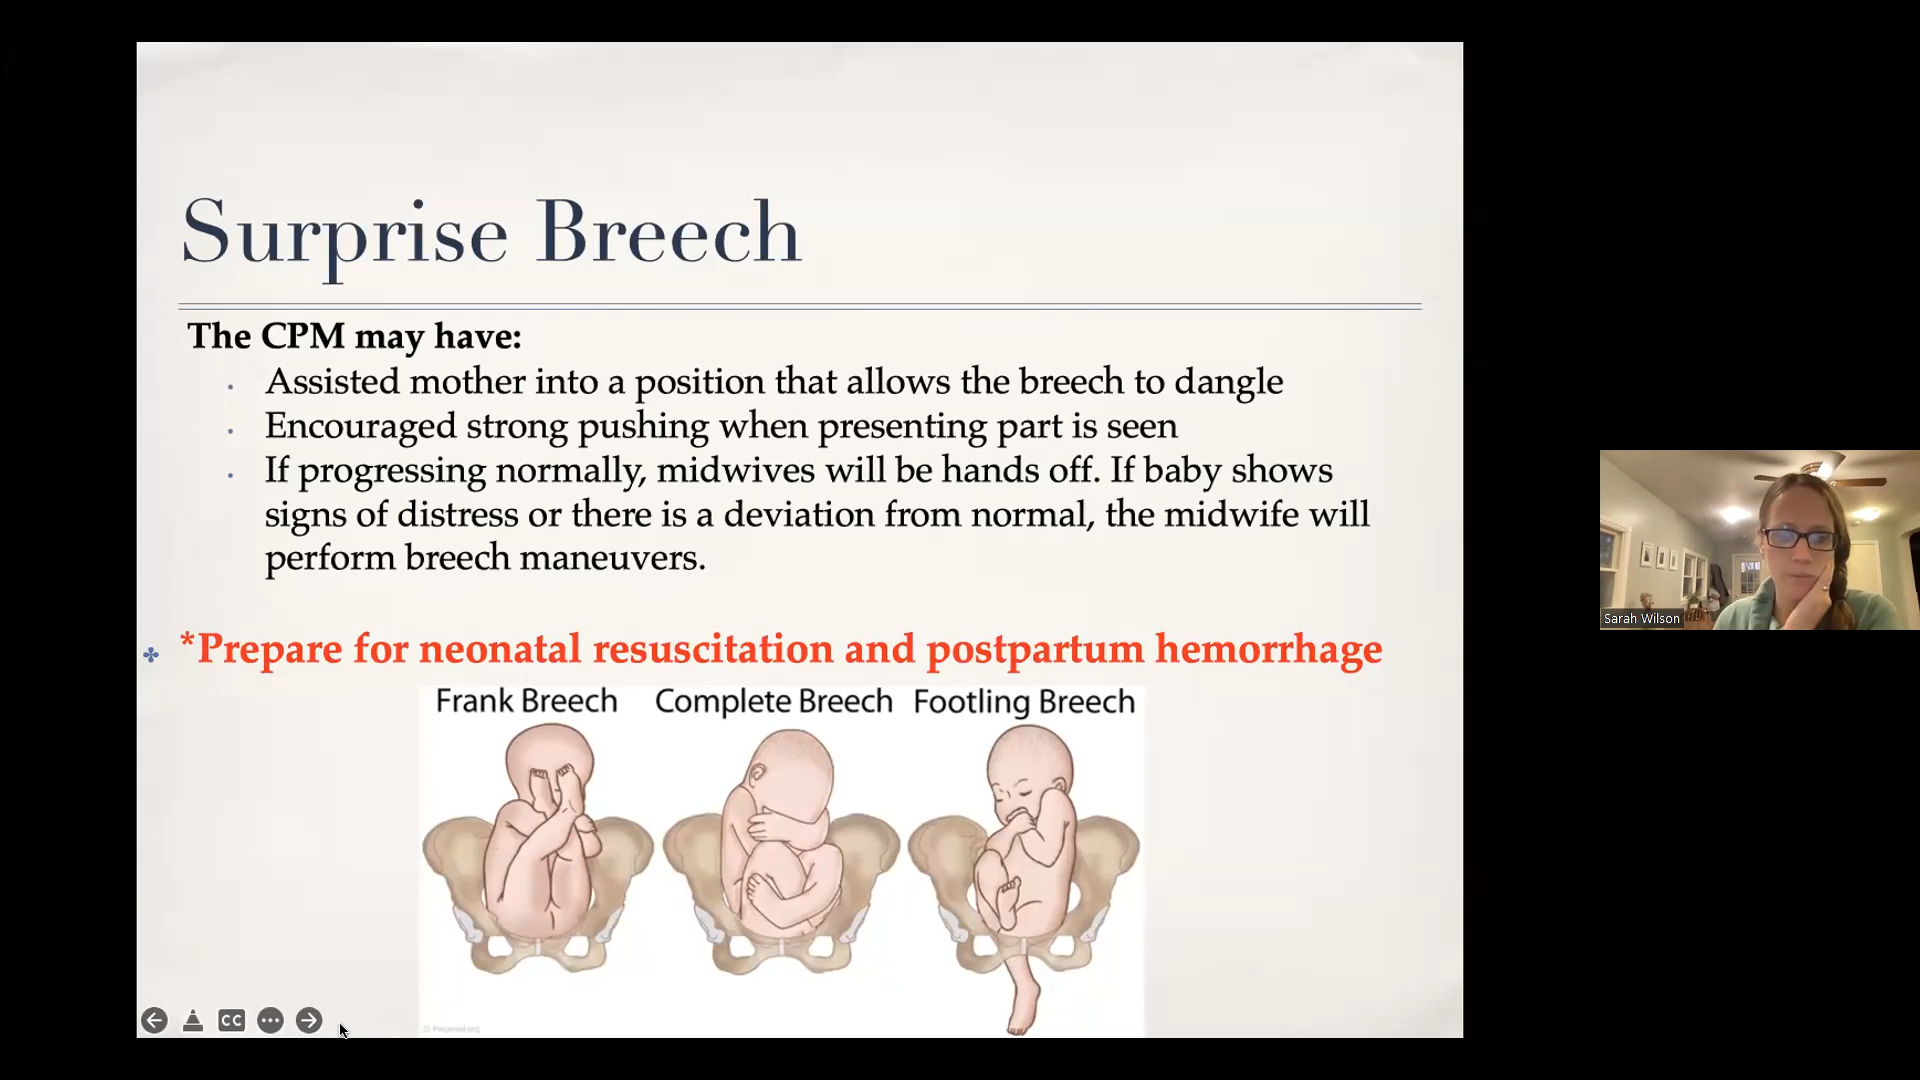 Surprise Breech
The CPM may have:
· Assisted mother into a position that allows the breech to dangle
· Encouraged strong pushing when presenting part is seen
· If progressing normally, midwives will be hands off. If baby shows
signs of distress or there is a deviation from normal, the midwife will
perform breech maneuvers.
*Prepare for neonatal resuscitation and postpartum hemorrhage
Frank Breech Complete Breech Footling Breech
Sarah Wilson
CC